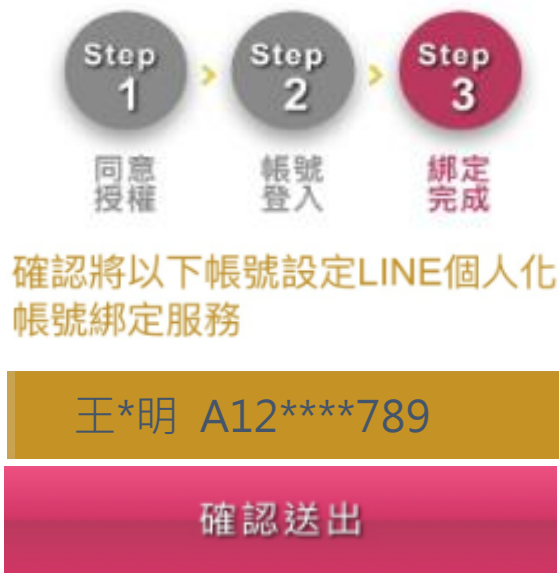 Step
1
>
Step
2
>
Step
3
同意
授權
帳號
登入
綁定
完成
確認將以下帳號設定LINE個人化
帳號綁定服務
王*明 A12****789
確認送出